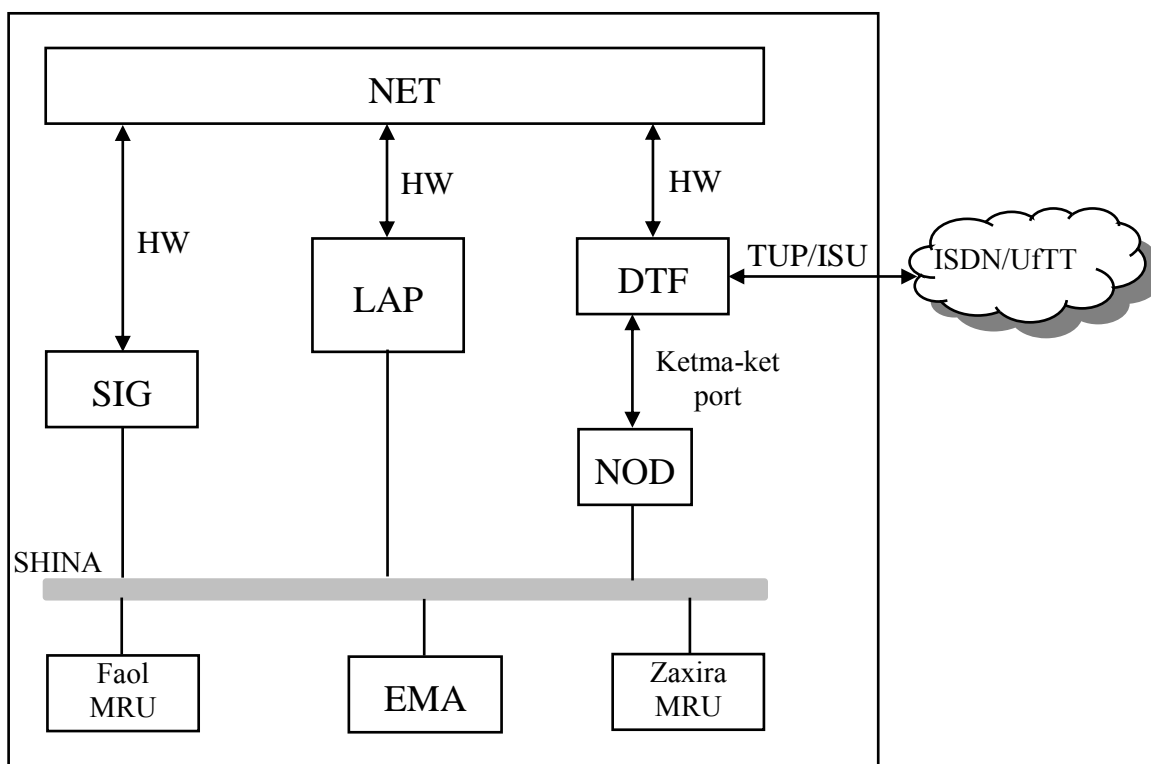 NET
HW
HW
HW
LAP
DTF
TUP/ISU
ISDN/UfTT
SIG
Ketma-ket
port
NOD
SHINA
Faol
MRU
EMA
Zaxira
MRU